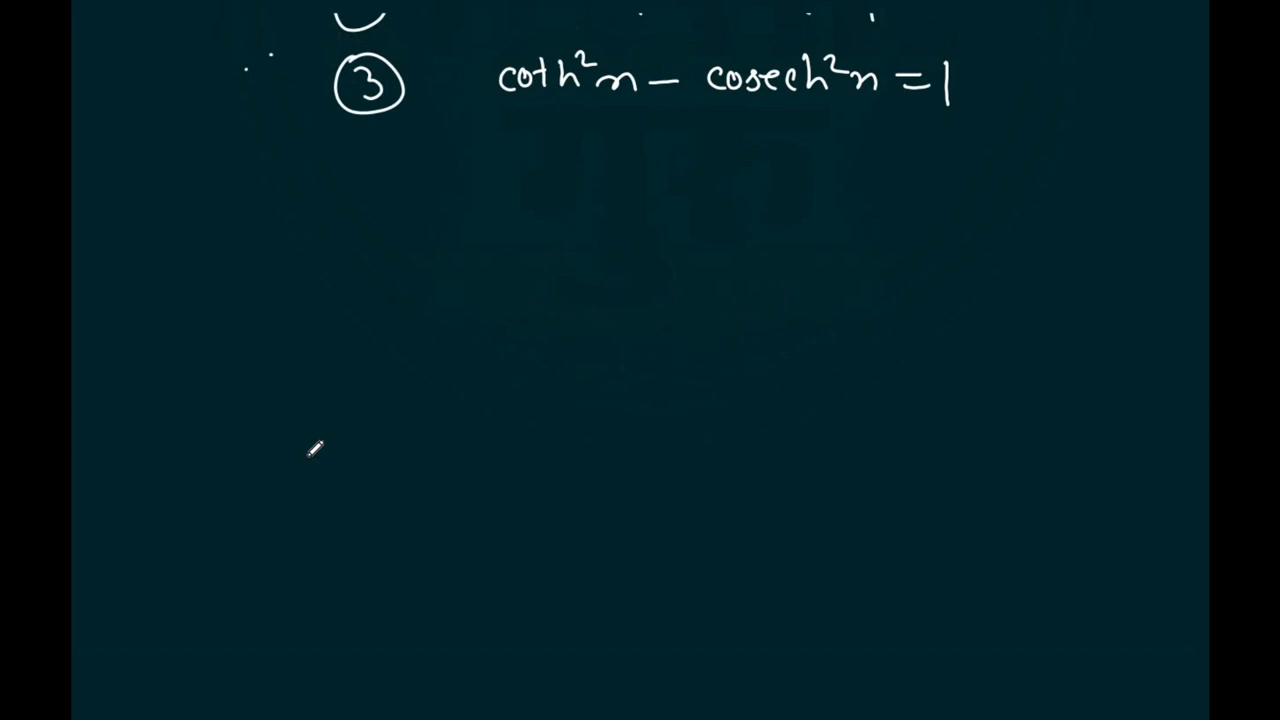 ③ coth²x − cosech²x = 1